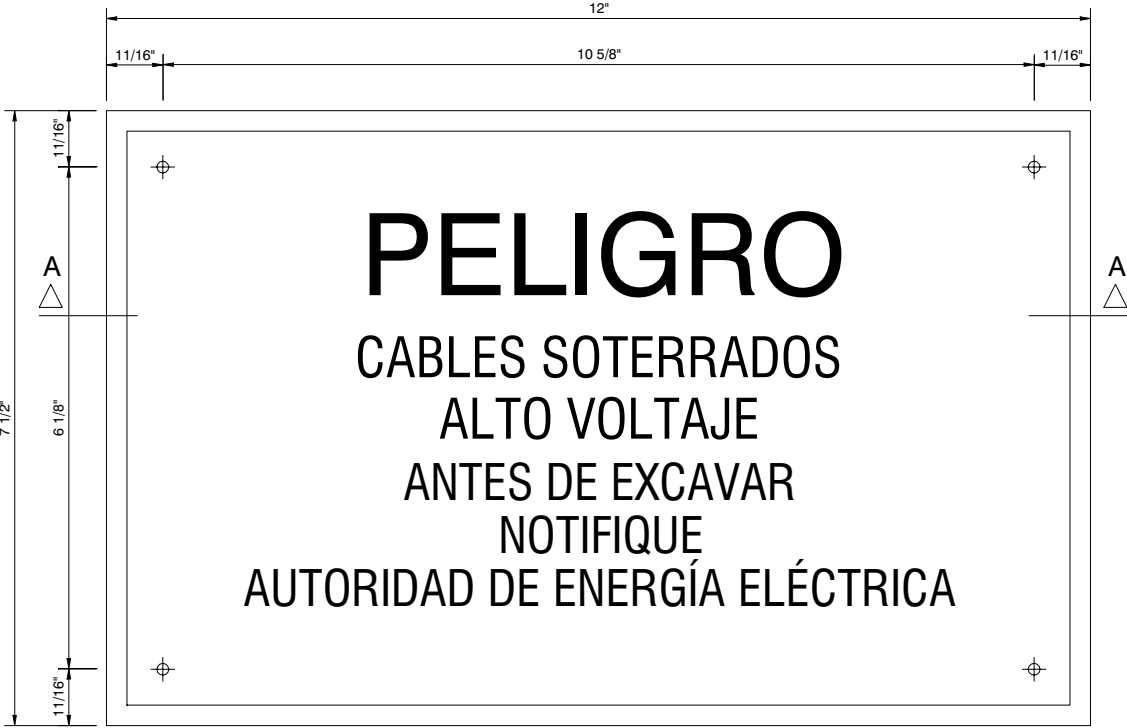 12"
11/16" 10 5/8" 11/16"
11/16"
A A
7 1/2"
6 1/8"
11/16"
PELIGRO
CABLES SOTERRADOS
ALTO VOLTAJE
ANTES DE EXCAVAR
NOTIFIQUE
AUTORIDAD DE ENERGÍA ELÉCTRICA